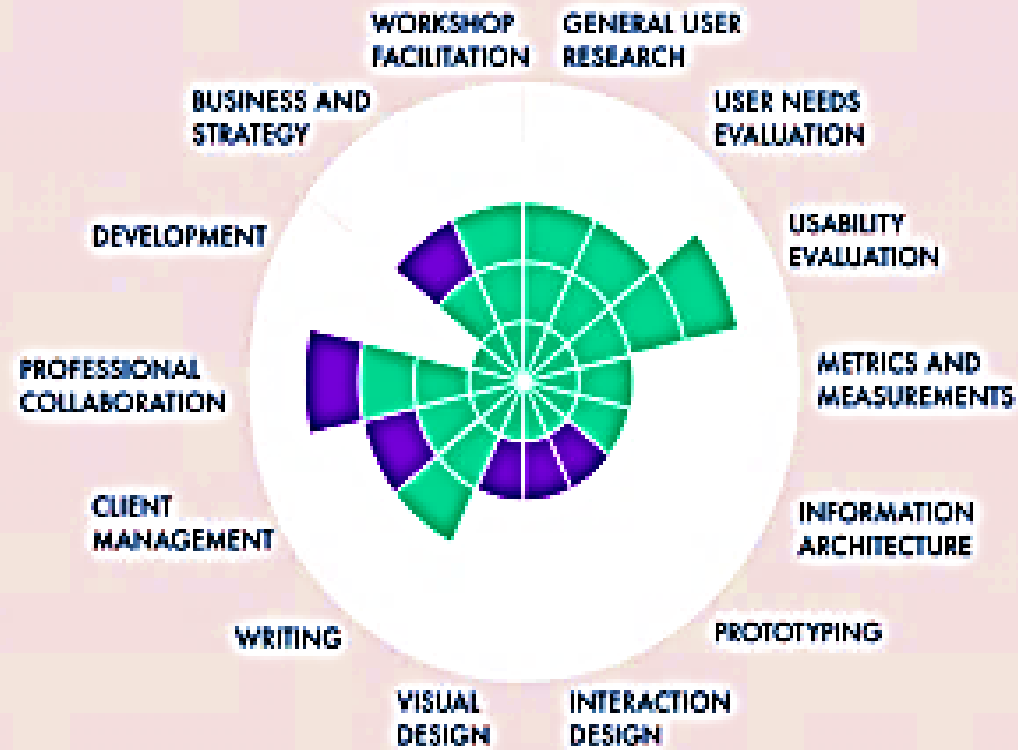 WORKSHOP
FACILITATION
GENERAL USER
RESEARCH
BUSINESS AND
STRATEGY
USER NEEDS
EVALUATION
DEVELOPMENT
USABILITY
EVALUATION
PROFESSIONAL
COLLABORATION
METRICS AND
MEASUREMENTS
CLIENT
MANAGEMENT
INFORMATION
ARCHITECTURE
WRITING
PROTOTYPING
VISUAL
DESIGN
INTERACTION
DESIGN